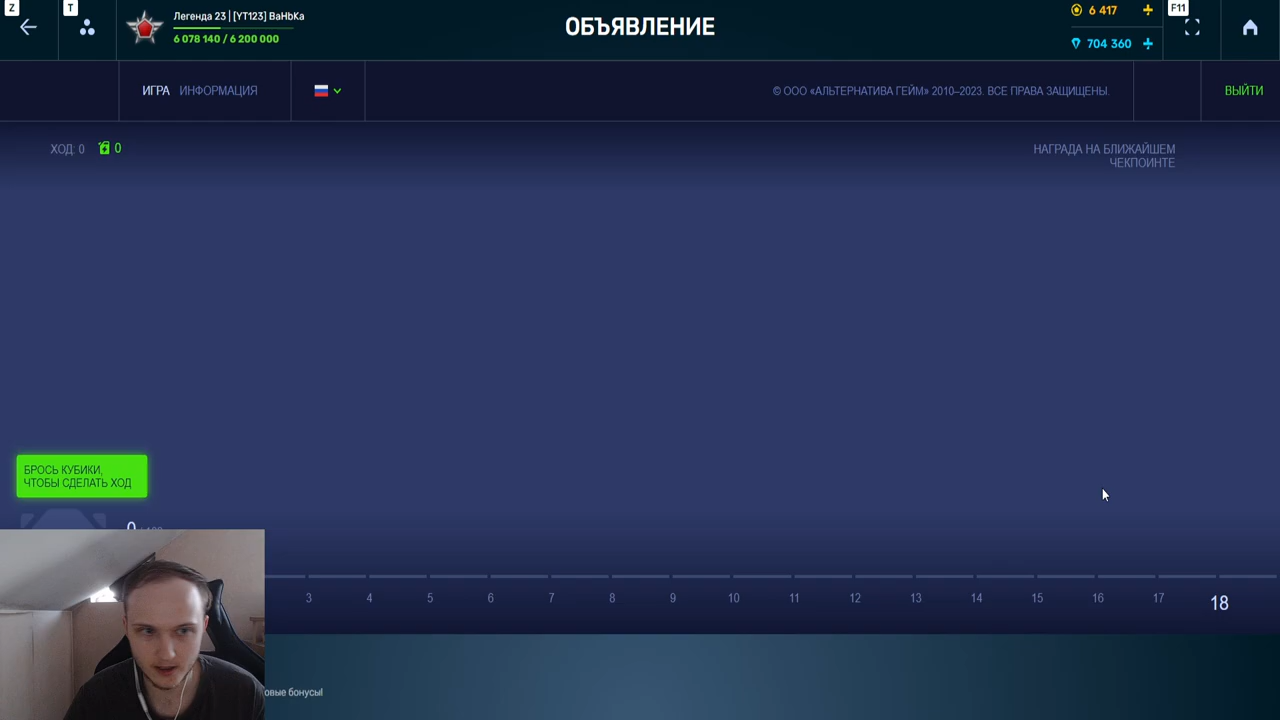 Z
T
Легенда 23 | [YT123] BaHbKa
6 078 140 / 6 200 000
ОБЪЯВЛЕНИЕ
6 417
704 360
F11
ИГРА ИНФОРМАЦИЯ
© ООО «АЛЬТЕРНАТИВА ГЕЙМ» 2010–2023. ВСЕ ПРАВА ЗАЩИЩЕНЫ.
ВЫЙТИ
ХОД: 0
0
НАГРАДА НА БЛИЖАЙШЕМ
ЧЕКПОИНТЕ
БРОСЬ КУБИКИ,
ЧТОБЫ СДЕЛАТЬ ХОД
3 4 5 6 7 8 9 10 11 12 13 14 15 16 17 18
бонусы!